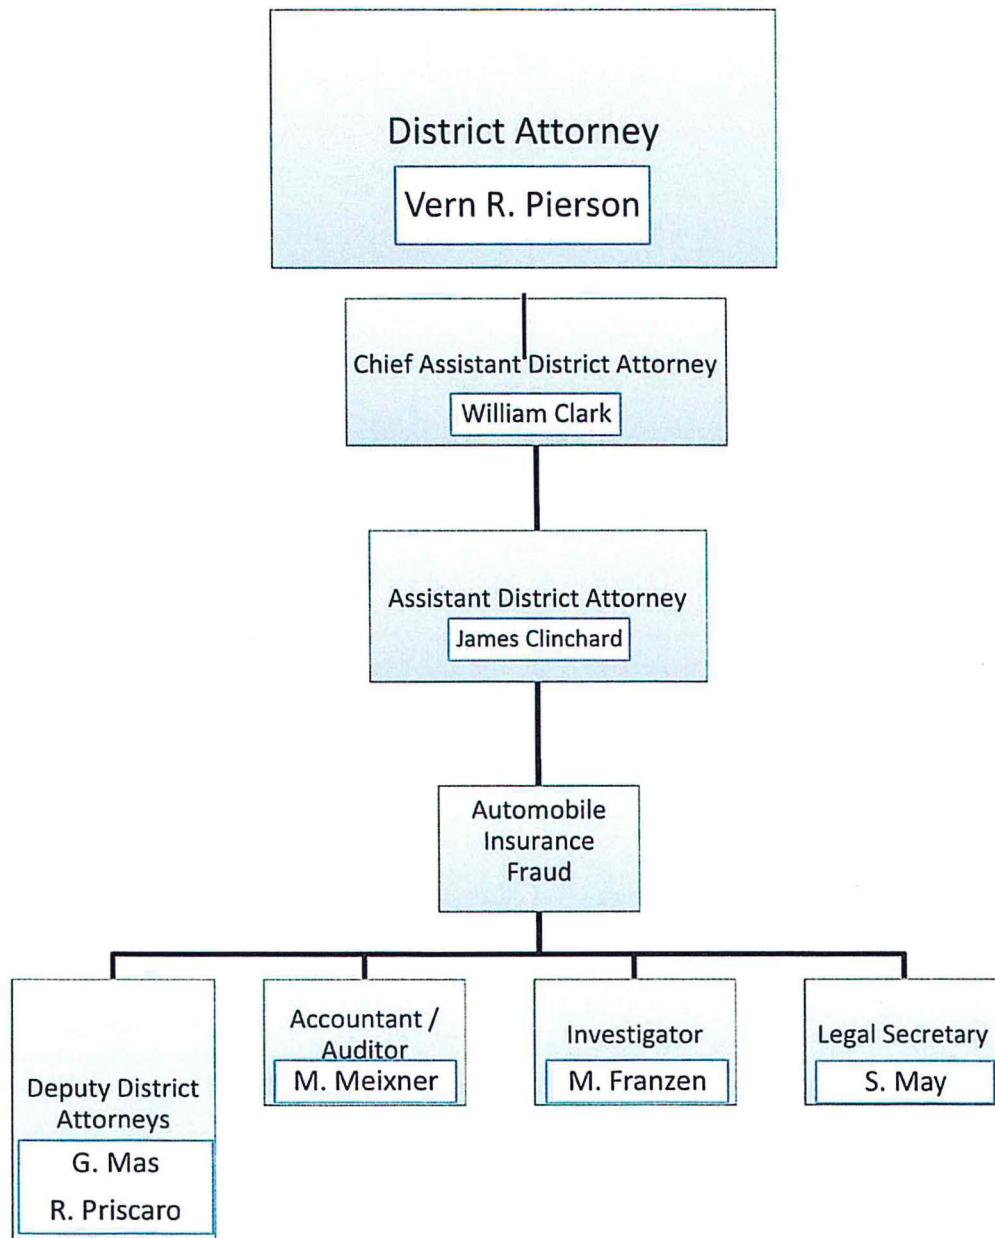 District Attorney
Vern R. Pierson
Chief Assistant District Attorney
William Clark
Assistant District Attorney
James Clinchard
Automobile
Insurance
Fraud
Deputy District
Attorneys
G. Mas
R. Priscaro
Accountant /
Auditor
M. Meixner
Investigator
M. Franzen
Legal Secretary
S. May